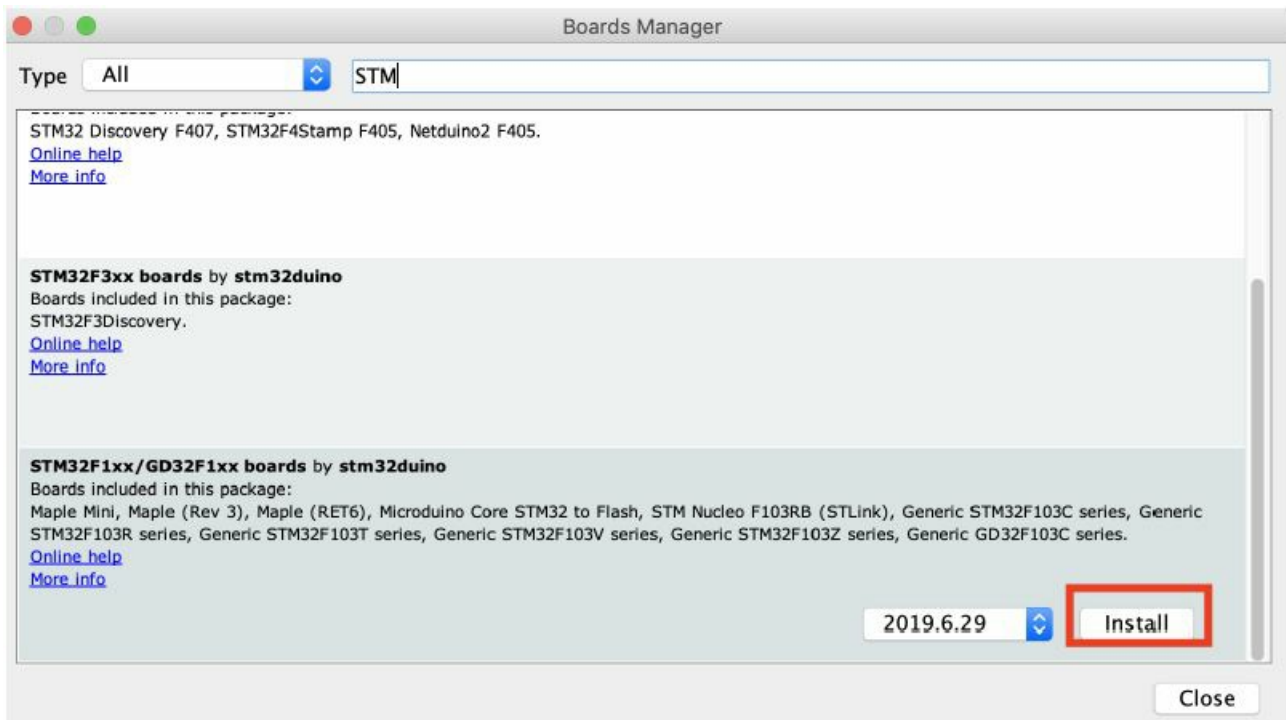 Boards Manager
Type All STM
STM32 Discovery F407, STM32F4Stamp F405, Netduino2 F405.
Online help
More info
STM32F3xx boards by stm32duino
Boards included in this package:
STM32F3Discovery.
Online help
More info
STM32F1xx/GD32F1xx boards by stm32duino
Boards included in this package:
Maple Mini, Maple (Rev 3), Maple (RET6), Microduino Core STM32 to Flash, STM Nucleo F103RB (STLink), Generic STM32F103C series, Generic
STM32F103R series, Generic STM32F103T series, Generic STM32F103V series, Generic STM32F103Z series, Generic GD32F103C series.
Online help
More info
2019.6.29 Install
Close